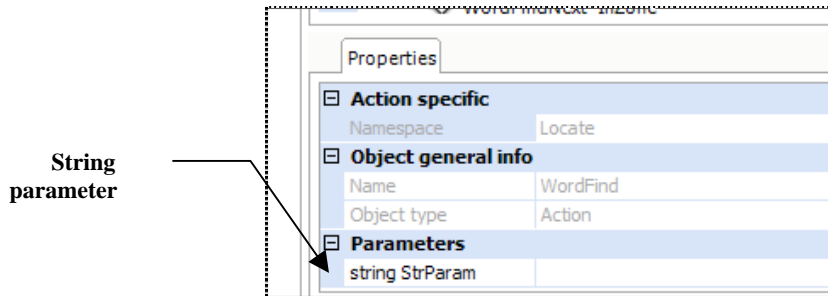 Properties
Action specific
Namespace Locate
Object general info
Name WordFind
Object type Action
Parameters
string StrParam
String
parameter